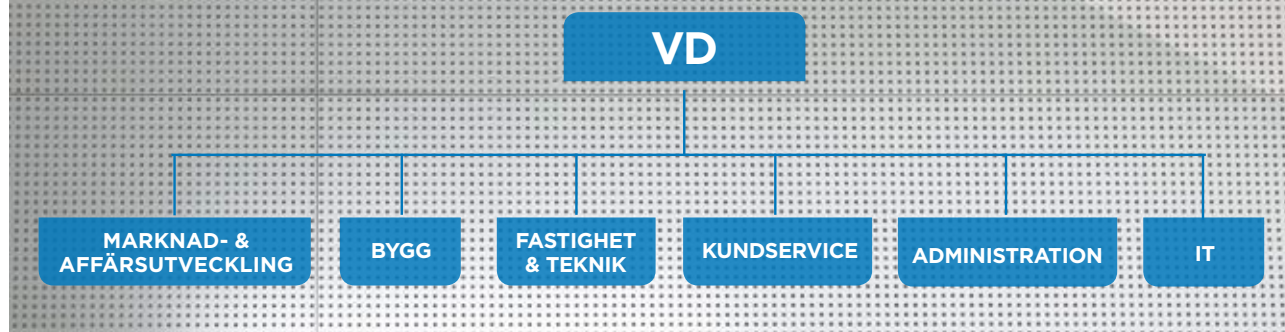 VD
MARKNAD- &
AFFÄRSUTVECKLING
BYGG
FASTIGHET
& TEKNIK
KUNDSERVICE
ADMINISTRATION
IT